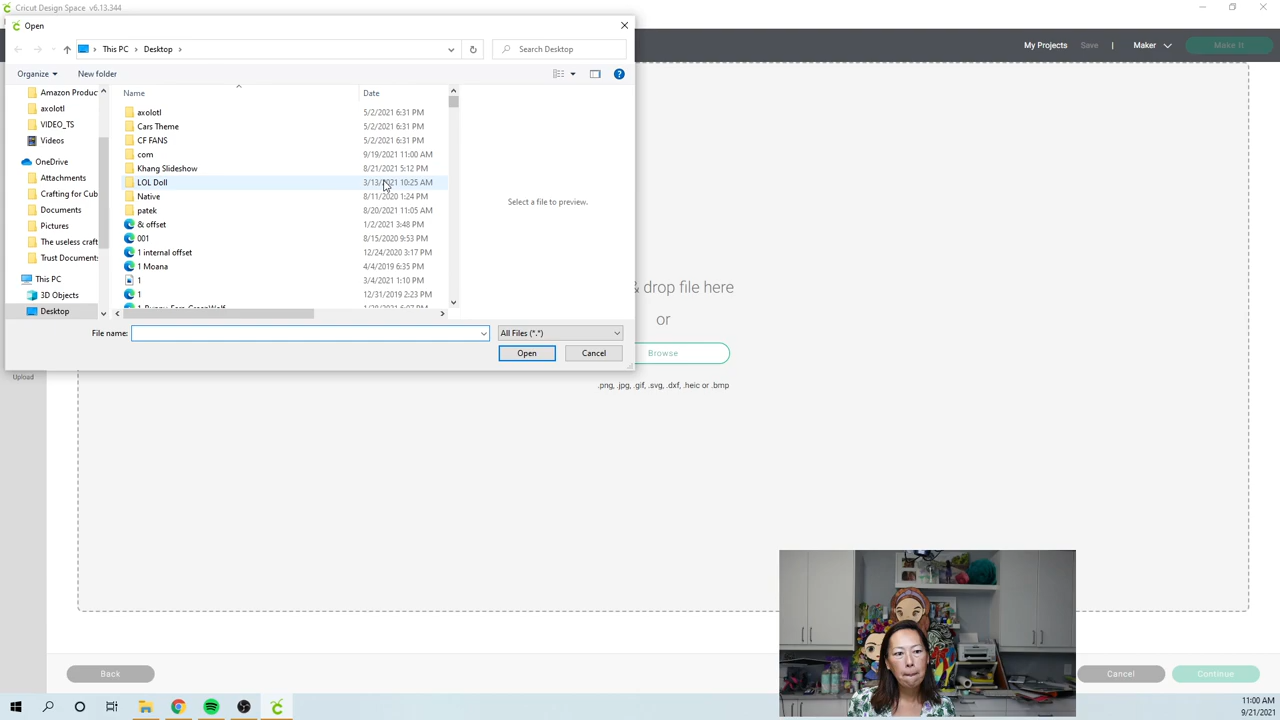 Cricut Design Space v6.13.344
Open
This PC Desktop
Search Desktop
My Projects Save | Maker Make It
Organize New folder
Name Date
Amazon Produc
axolotl
VIDEO_TS
Videos
OneDrive
Attachments
Crafting for Cub
Documents
Pictures
The useless craft
Trust Documents
This PC
3D Objects
Desktop
axolotl 5/2/2021 6:31 PM
Cars Theme 5/2/2021 6:31 PM
CF FANS 5/2/2021 6:31 PM
com 9/19/2021 11:00 AM
Khang Slideshow 8/21/2021 5:12 PM
LOL Doll 3/13/2021 10:25 AM
Native 8/11/2020 1:24 PM
patek 8/20/2021 11:05 AM
& offset 1/2/2021 3:48 PM
001 8/15/2020 9:53 PM
1 internal offset 12/24/2020 3:17 PM
1 Moana 4/4/2019 6:35 PM
1 3/4/2021 1:10 PM
1 12/31/2019 2:23 PM
Select a file to preview.
File name:
All Files (*.*)
Open Cancel
Upload
& drop file here
or
Browse
.png, .jpg, .gif, .svg, .dxf, .heic or .bmp
Back
Cancel Continue
11:00 AM
9/21/2021